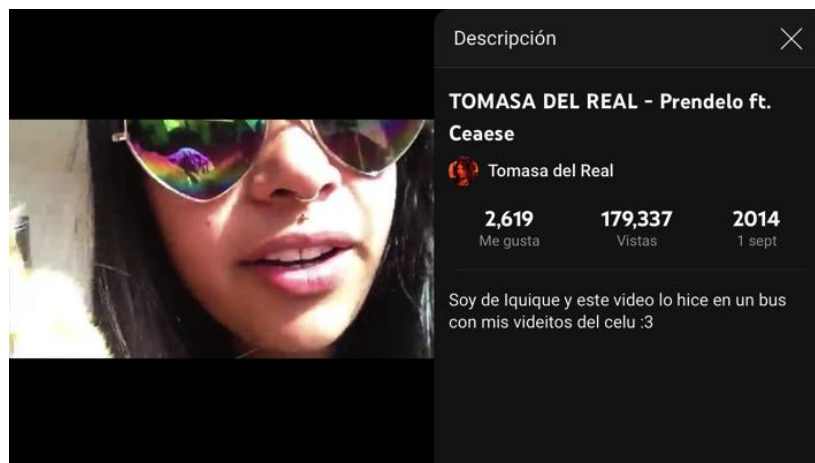 Descripción
TOMASA DEL REAL - Prendelo ft.
Ceaese
Tomasa del Real
2,619 179,337 2014
Me gusta Vistas 1 sept
Soy de Iquique y este video lo hice en un bus
con mis videitos del celu :3